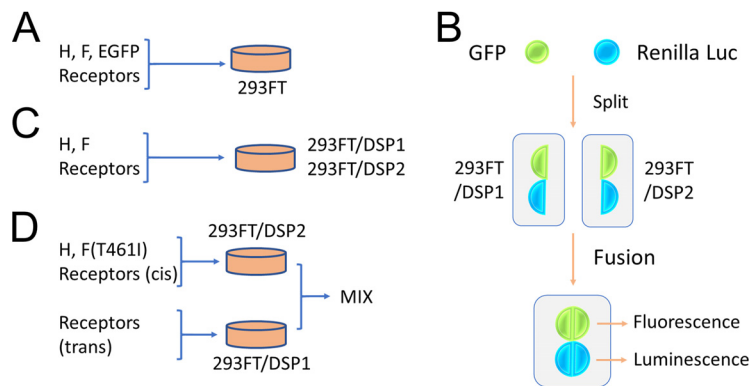 A
H, F, EGFP
Receptors
293FT
C
H, F
Receptors
293FT/DSP1
293FT/DSP2
D
H, F(T461I)
Receptors (cis)
293FT/DSP2
Receptors
(trans)
293FT/DSP1
MIX
B
GFP
Renilla Luc
Split
293FT
/DSP1
293FT
/DSP2
Fusion
Fluorescence
Luminescence